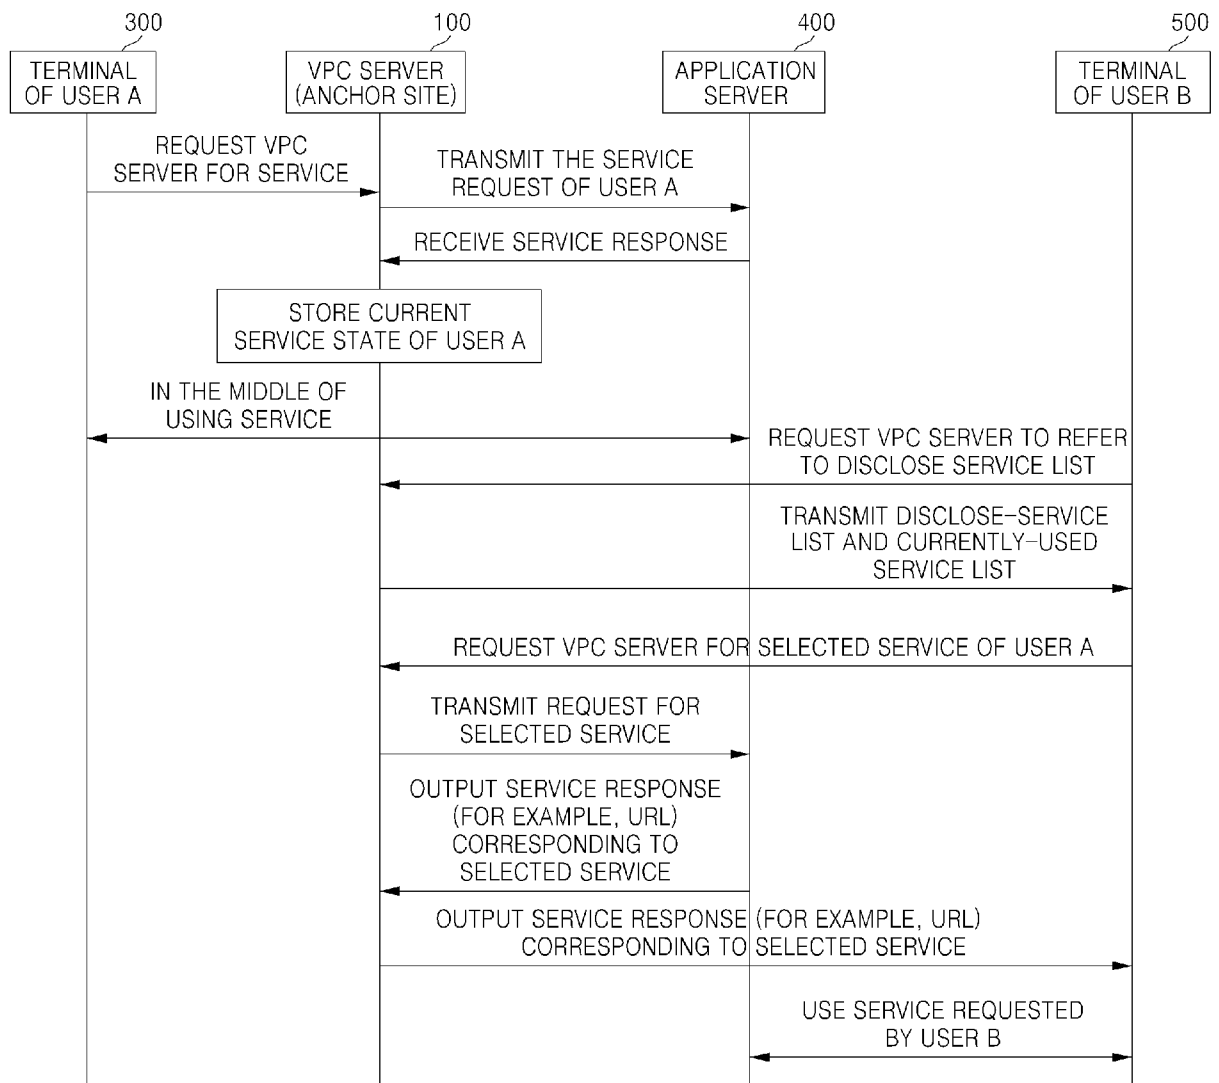 300
100
400
500
TERMINAL
OF USER A
VPC SERVER
(ANCHOR SITE)
APPLICATION
SERVER
TERMINAL
OF USER B
REQUEST VPC
SERVER FOR SERVICE
TRANSMIT THE SERVICE
REQUEST OF USER A
RECEIVE SERVICE RESPONSE
STORE CURRENT
SERVICE STATE OF USER A
IN THE MIDDLE OF
USING SERVICE
REQUEST VPC SERVER TO REFER
TO DISCLOSE SERVICE LIST
TRANSMIT DISCLOSE-SERVICE
LIST AND CURRENTLY-USED
SERVICE LIST
REQUEST VPC SERVER FOR SELECTED SERVICE OF USER A
TRANSMIT REQUEST FOR
SELECTED SERVICE
OUTPUT SERVICE RESPONSE
(FOR EXAMPLE, URL)
CORRESPONDING TO
SELECTED SERVICE
OUTPUT SERVICE RESPONSE (FOR EXAMPLE, URL)
CORRESPONDING TO SELECTED SERVICE
USE SERVICE REQUESTED
BY USER B